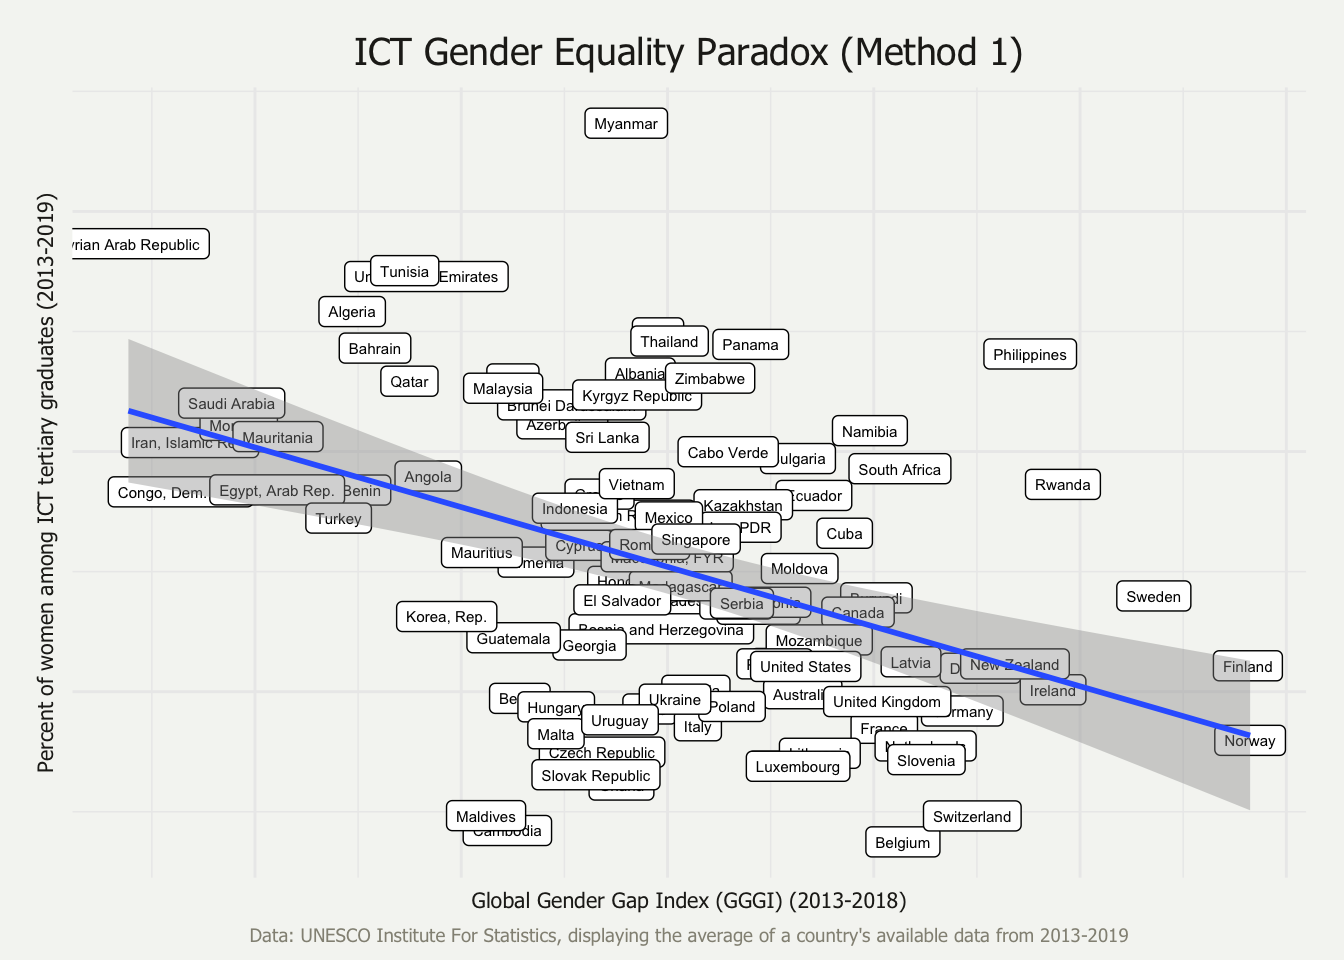 ICT Gender Equality Paradox (Method 1)
Percent of women among ICT tertiary graduates (2013-2019)
Myanmar
rian Arab Republic
Tunisia
Emirates
Algeria
Bahrain
Qatar
Thailand
Panama
Philippines
Albania
Zimbabwe
Malaysia
Kyrgyz Republic
Saudi Arabia
Mauritania
Iran, Islamic
Sri Lanka
Namibia
Cabo Verde
ulgaria
South Africa
Angola
Vietnam
Rwanda
Congo, Dem.
Egypt, Arab Rep.
Benin
Ecuador
Kazakhstan
Indonesia
Mexico
Turkey
PDR
Cuba
Singapore
Cyprus
Mauritius
menia
FYR
Moldova
Madagascar
Sweden
El Salvador
Serbia
Canada
Korea, Rep.
Bosnia and Herzegovina
Guatemala
Georgia
Mozambique
United States
Latvia
New Zealand
Finland
Ireland
Australi
Hungary
Ukraine
Poland
United Kingdom
rmany
Uruguay
Italy
France
Malta
Norway
Czech Republic
Luxembourg
Slovenia
Slovak Republic
Maldives
Cambodia
Switzerland
Belgium
Global Gender Gap Index (GGGI) (2013-2018)
Data: UNESCO Institute For Statistics, displaying the average of a country's available data from 2013-2019